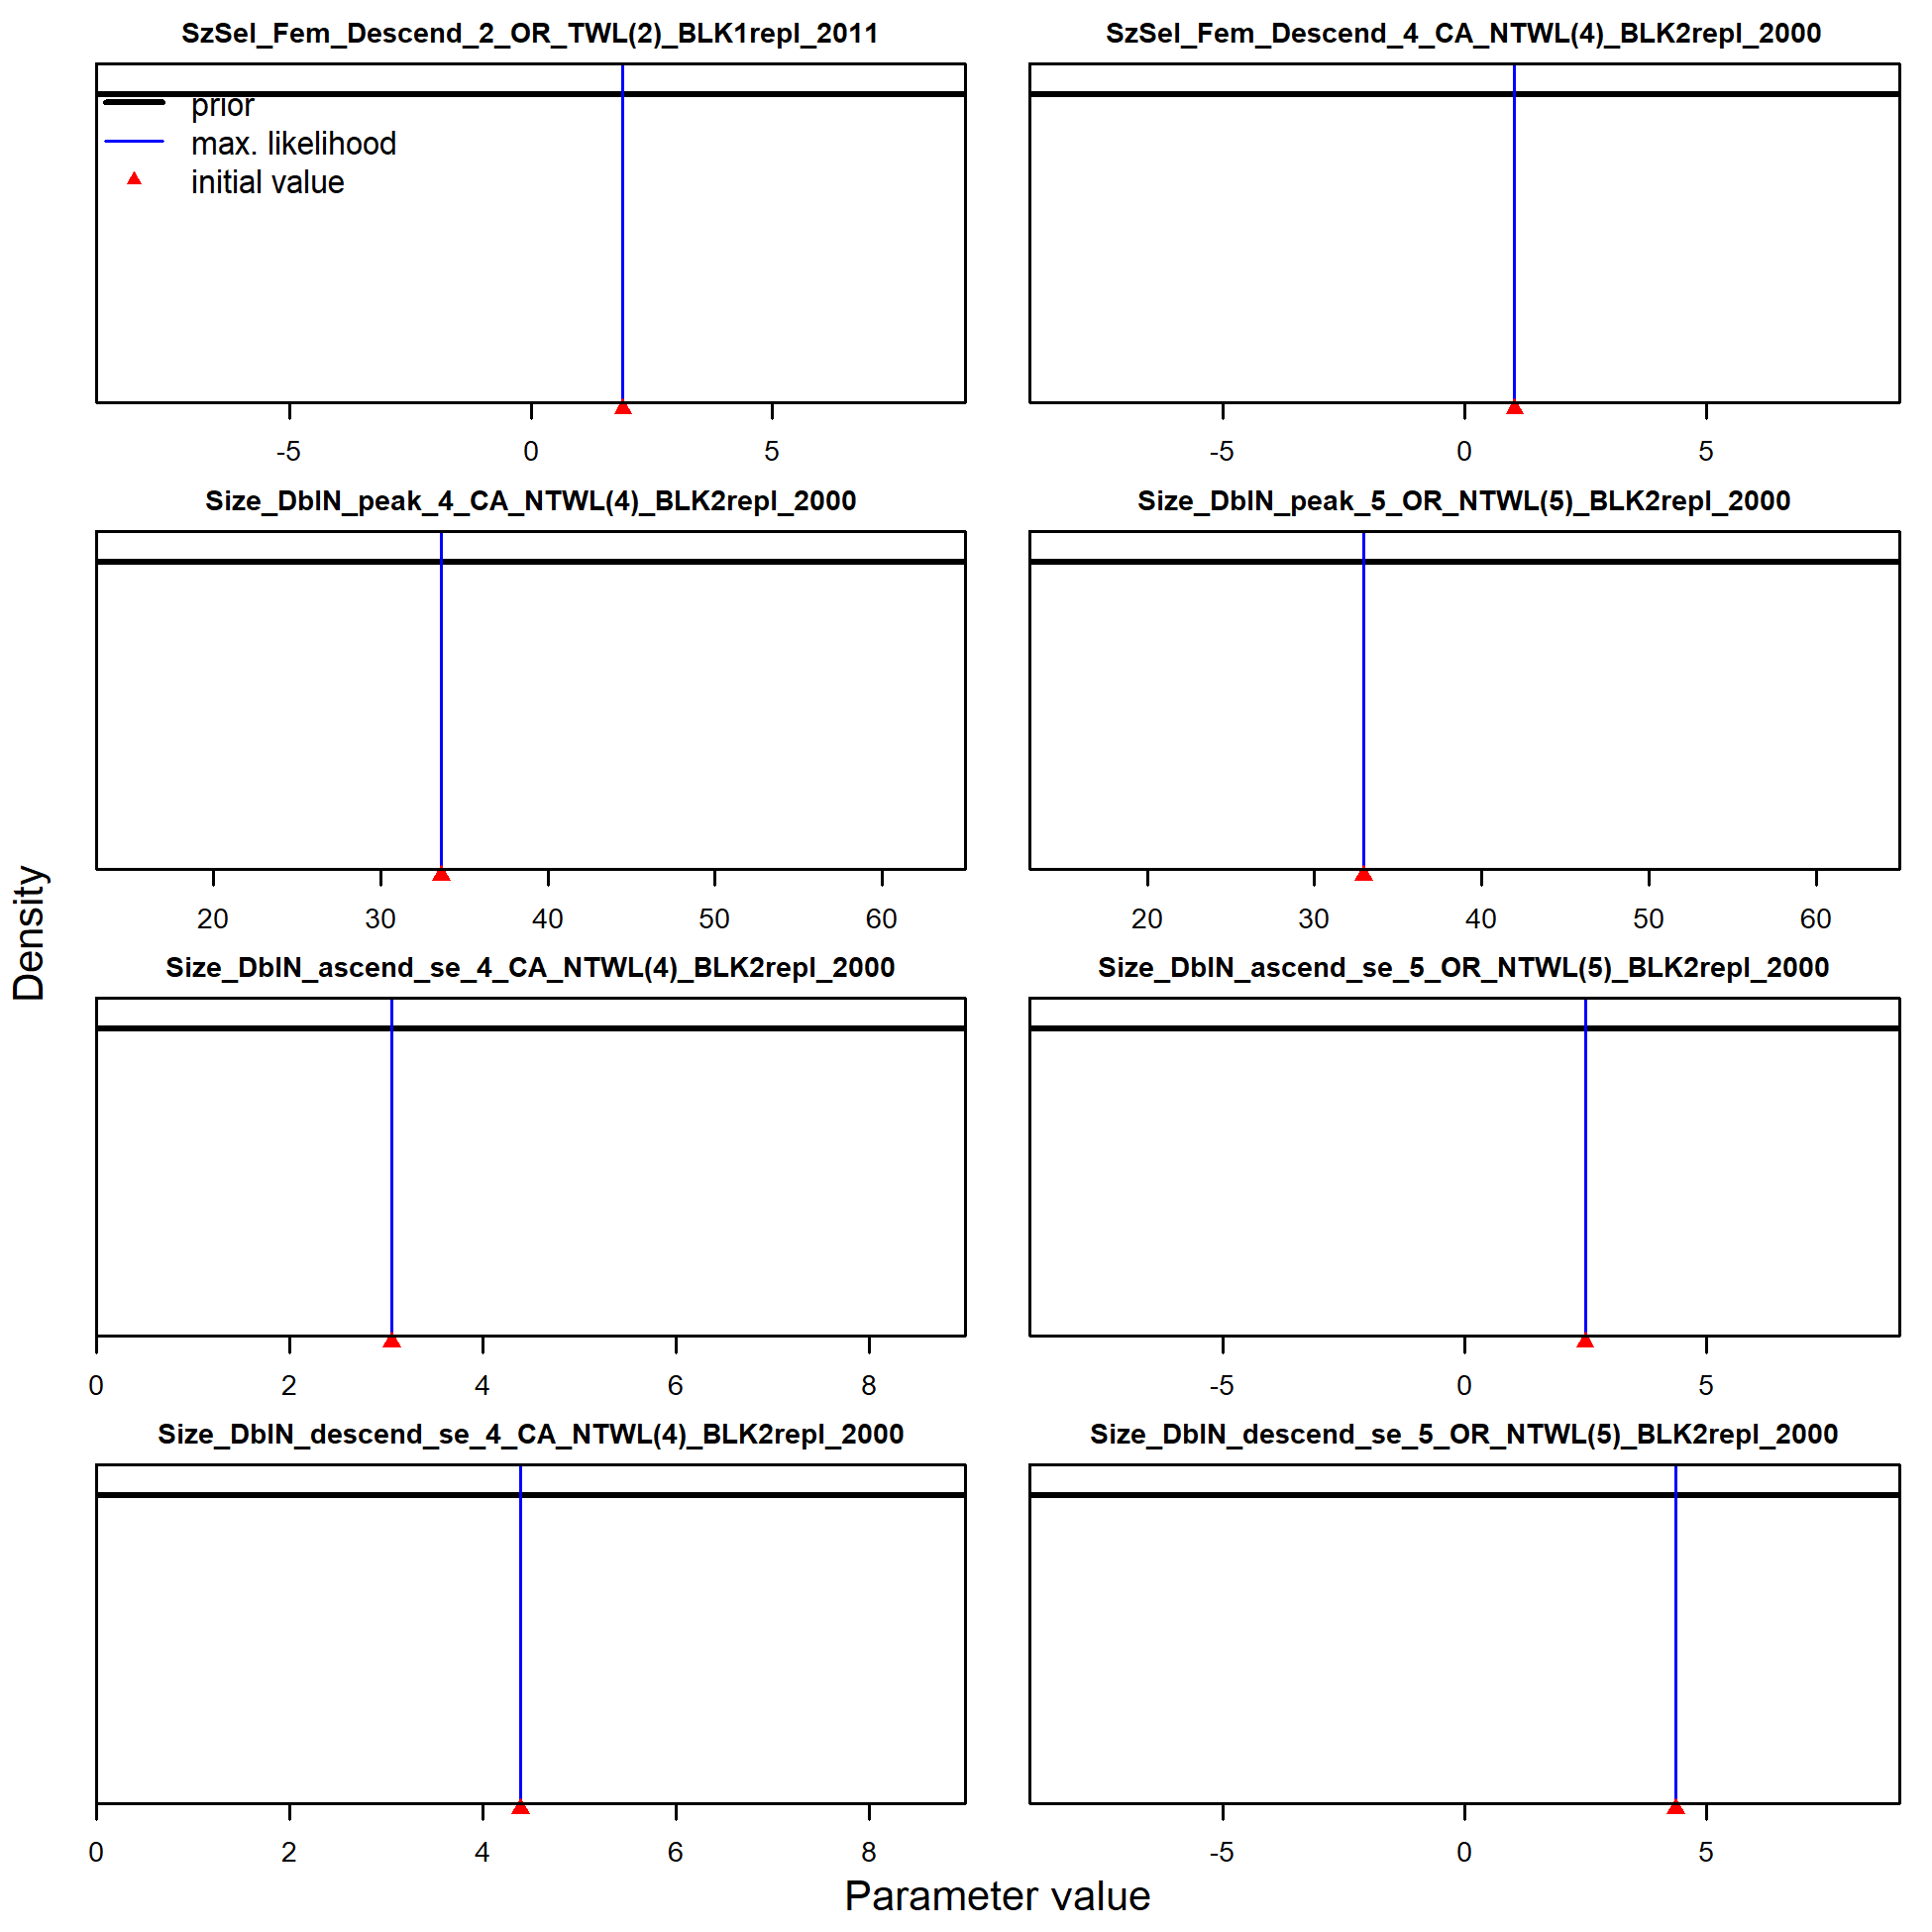 SzSel_Fem_Descend_2_OR_TWL(2)_BLK1repl_2011
SzSel_Fem_Descend_4_CA_NTWL(4)_BLK2repl_2000
prior
max. likelihood
initial value
-5 0 5
-5 0 5
Size_DblN_peak_4_CA_NTWL(4)_BLK2repl_2000
Size_DblN_peak_5_OR_NTWL(5)_BLK2repl_2000
20 30 40 50 60
20 30 40 50 60
Density
Size_DblN_ascend_se_4_CA_NTWL(4)_BLK2repl_2000
Size_DblN_ascend_se_5_OR_NTWL(5)_BLK2repl_2000
0 2 4 6 8
-5 0 5
Size_DblN_descend_se_4_CA_NTWL(4)_BLK2repl_2000
Size_DblN_descend_se_5_OR_NTWL(5)_BLK2repl_2000
0 2 4 6 8
-5 0 5
Parameter value